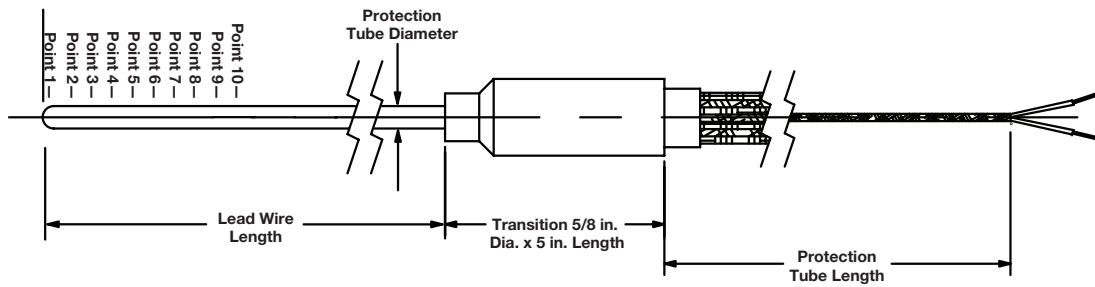 Point 1
Point 2
Point 3
Point 4
Point 5
Point 6
Point 7
Point 8
Point 9
Point 10
Protection
Tube Diameter
Lead Wire
Length
Transition 5/8 in.
Dia. x 5 in. Length
Protection
Tube Length